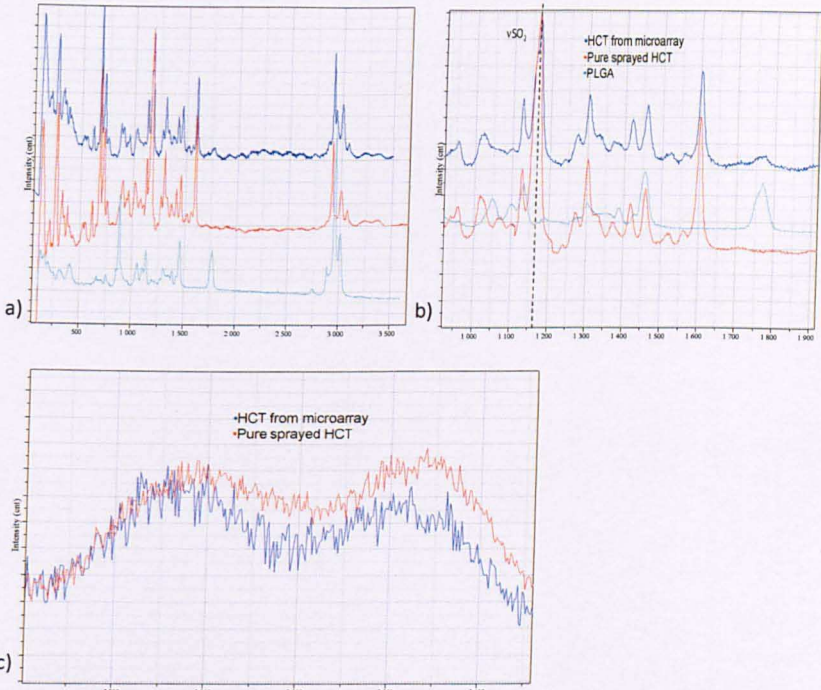 Intensity (cnt)
500
1 000
1 500
2 000
2 500
3 000
3 500
a)
νSO2
HCT from microarray
Pure sprayed HCT
PLGA
Intensity (cnt)
1 000
1 100
1 200
1 300
1 400
1 500
1 600
1 700
1 800
1 900
b)
HCT from microarray
Pure sprayed HCT
Intensity (cnt)
c)